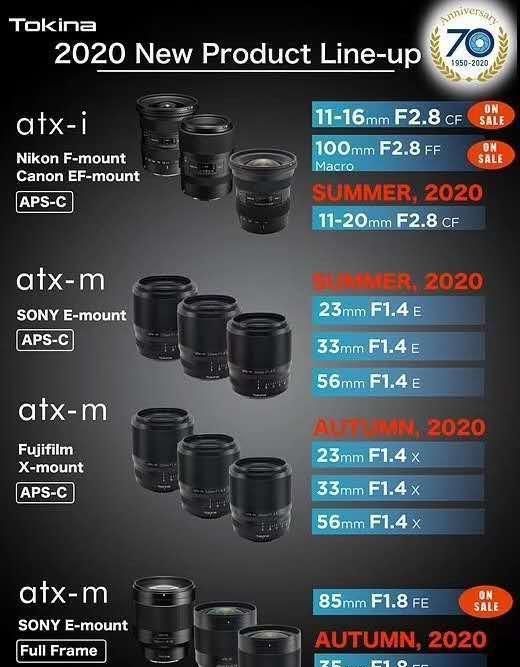 Tokina
2020 New Product Line-up
Anniversary
70
1950-2020
atx-i
Nikon F-mount
Canon EF-mount
APS-C
11-16mm F2.8 CF
ON SALE
100mm F2.8 FF
Macro
ON SALE
SUMMER, 2020
11-20mm F2.8 CF
atx-m
SONY E-mount
APS-C
SUMMER, 2020
23mm F1.4 E
33mm F1.4 E
56mm F1.4 E
atx-m
Fujifilm
X-mount
APS-C
AUTUMN, 2020
23mm F1.4 X
33mm F1.4 X
56mm F1.4 X
atx-m
SONY E-mount
Full Frame
85mm F1.8 FE
ON SALE
AUTUMN, 2020
35mm F1.8 FE